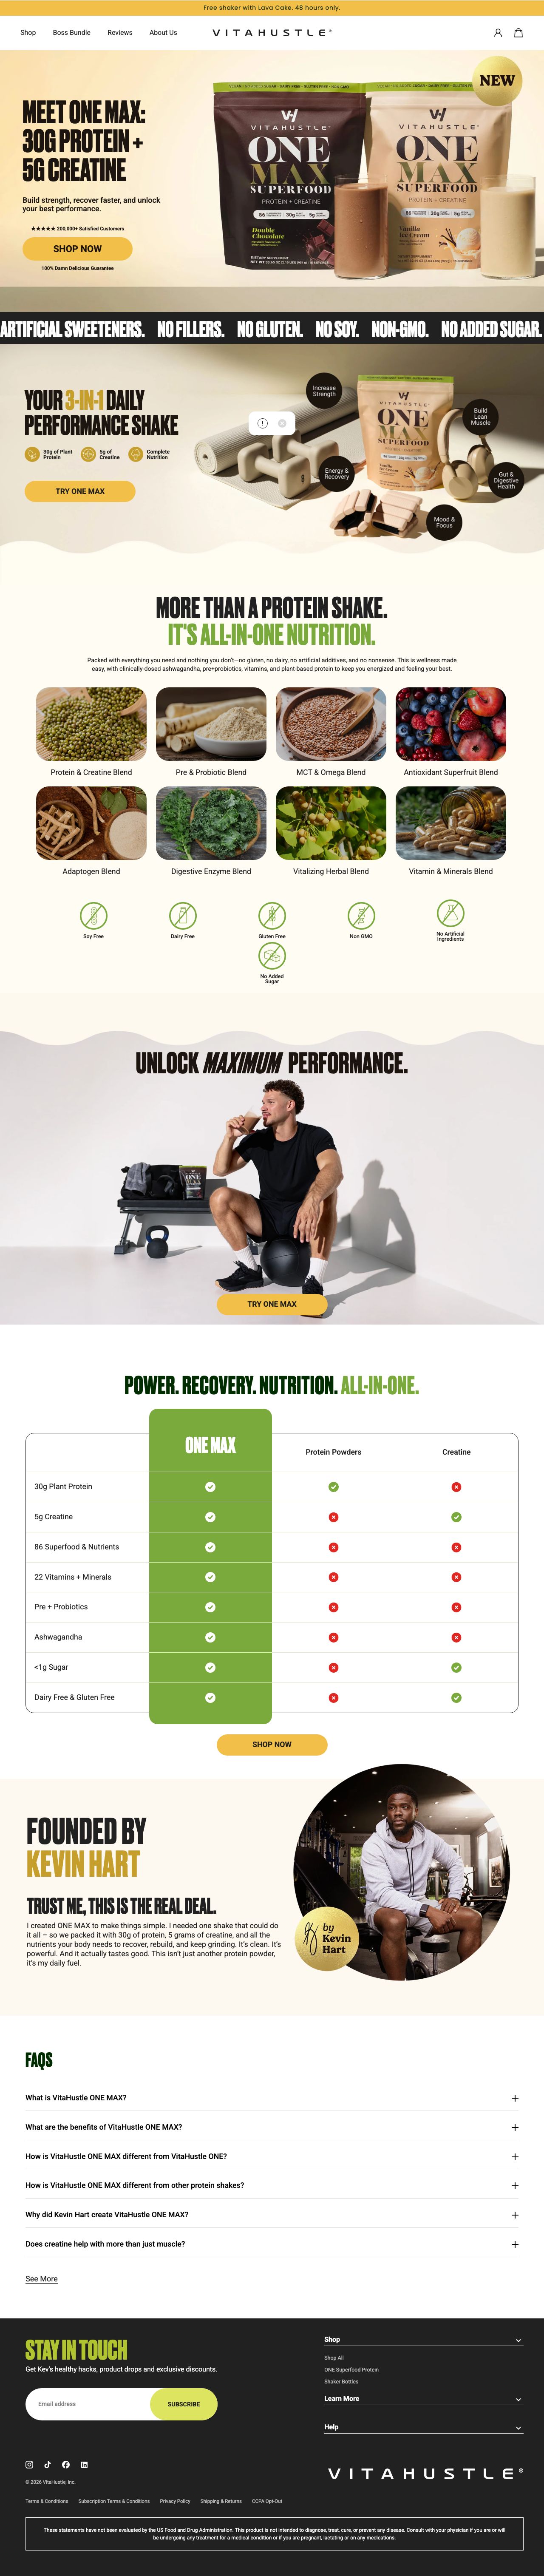 Free shaker with Lava Cake. 48 hours only.
Shop Boss Bundle Reviews About Us VITAHUSTLE®
NEW
MEET ONE MAX:
30G PROTEIN +
5G CREATINE
Build strength, recover faster, and unlock
your best performance.
★★★★★ 200,000+ Satisfied Customers
SHOP NOW
100% Damn Delicious Guarantee
VITAHUSTLE
ONE
MAX
SUPERFOOD
PROTEIN + CREATINE
86 30g 5g
Double
Chocolate
VITAHUSTLE
ONE
MAX
SUPERFOOD
PROTEIN + CREATINE
86 30g 5g
Vanilla
Ice Cream
ARTIFICIAL SWEETENERS. NO FILLERS. NO GLUTEN. NO SOY. NON-GMO. NO ADDED SUGAR.
YOUR 3-IN-1 DAILY
PERFORMANCE SHAKE
30g of Plant
Protein
5g of
Creatine
Complete
Nutrition
TRY ONE MAX
Increase
Strength
Build
Lean
Muscle
Energy &
Recovery
Gut &
Digestive
Health
Mood &
Focus
VITAHUSTLE
ONE
MAX
SUPERFOOD
MORE THAN A PROTEIN SHAKE.
IT'S ALL-IN-ONE NUTRITION.
Packed with everything you need and nothing you don't—no gluten, no dairy, no artificial additives, and no nonsense. This is wellness made
easy, with clinically-dosed ashwagandha, pre+probiotics, vitamins, and plant-based protein to keep you energized and feeling your best.
Protein & Creatine Blend
Pre & Probiotic Blend
MCT & Omega Blend
Antioxidant Superfruit Blend
Adaptogen Blend
Digestive Enzyme Blend
Vitalizing Herbal Blend
Vitamin & Minerals Blend
Soy Free
Dairy Free
Gluten Free
Non GMO
No Artificial
Ingredients
No Added
Sugar
UNLOCK MAXIMUM PERFORMANCE.
ONE
MAX
TRY ONE MAX
POWER. RECOVERY. NUTRITION. ALL-IN-ONE.
ONE MAX Protein Powders Creatine
30g Plant Protein
5g Creatine
86 Superfood & Nutrients
22 Vitamins + Minerals
Pre + Probiotics
Ashwagandha
<1g Sugar
Dairy Free & Gluten Free
SHOP NOW
FOUNDED BY
KEVIN HART
TRUST ME, THIS IS THE REAL DEAL.
I created ONE MAX to make things simple. I needed one shake that could do
it all – so we packed it with 30g protein, 5 grams of creatine, and all the
nutrients your body needs to recover, rebuild, and keep grinding. It's clean. It's
powerful. And it actually tastes good. This isn't just another protein powder,
it's my daily fuel.
by
Kevin
Hart
FAQS
What is VitaHustle ONE MAX?
What are the benefits of VitaHustle ONE MAX?
How is VitaHustle ONE MAX different from VitaHustle ONE?
How is VitaHustle ONE MAX different from other protein shakes?
Why did Kevin Hart create VitaHustle ONE MAX?
Does creatine help with more than just muscle?
See More
STAY IN TOUCH
Get Kev's healthy hacks, product drops and exclusive discounts.
Email address
SUBSCRIBE
Shop
Shop All
ONE Superfood Protein
Shaker Bottles
Learn More
Help
© 2026 VitaHustle, Inc.
VITAHUSTLE®
Terms & Conditions Subscription Terms & Conditions Privacy Policy Shipping & Returns CCPA Opt-Out
These statements have not been evaluated by the US Food and Drug Administration. This product is not intended to diagnose, treat, cure, or prevent any disease. Consult with your physician if you are or will
be undergoing any treatment for a medical condition or if you are pregnant, lactating or on any medications.